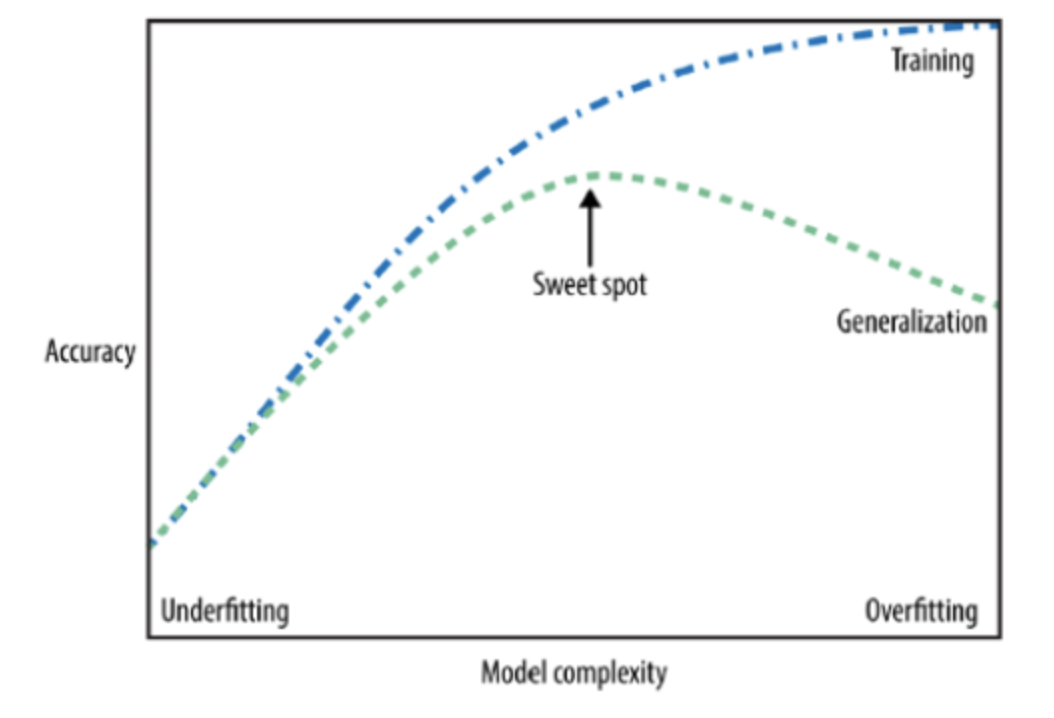 Training
Sweet spot
Generalization
Accuracy
Underfitting
Overfitting
Model complexity